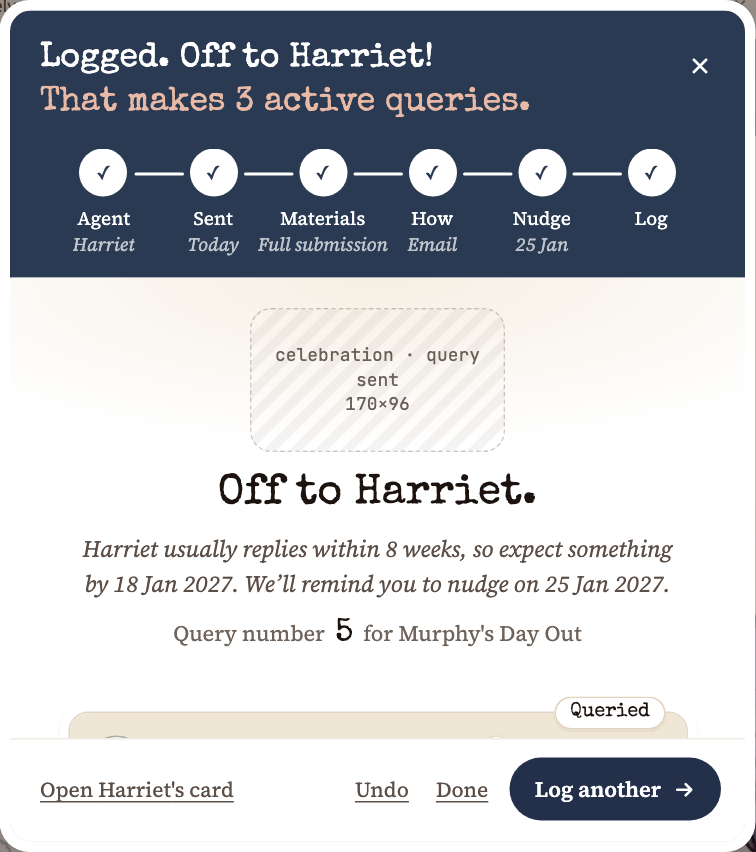 Logged. Off to Harriet!
That makes 3 active queries.
Agent Sent Materials How Nudge Log
Harriet Today Full submission Email 25 Jan
celebration · query
sent
170×96
Off to Harriet.
Harriet usually replies within 8 weeks, so expect something
by 18 Jan 2027. We’ll remind you to nudge on 25 Jan 2027.
Query number 5 for Murphy's Day Out
Queried
Open Harriet's card Undo Done Log another →